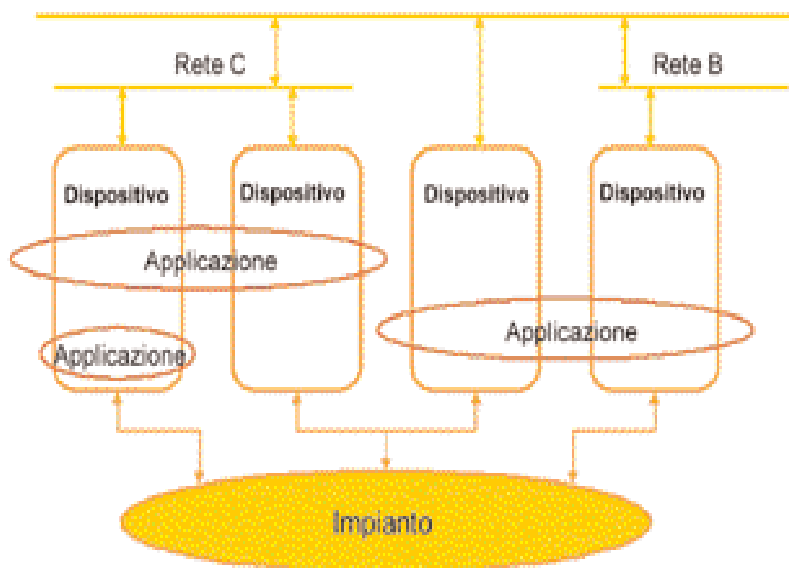 Rete C
Rete B
Dispositivo
Dispositivo
Dispositivo
Dispositivo
Applicazione
Applicazione
Applicazione
Impianto